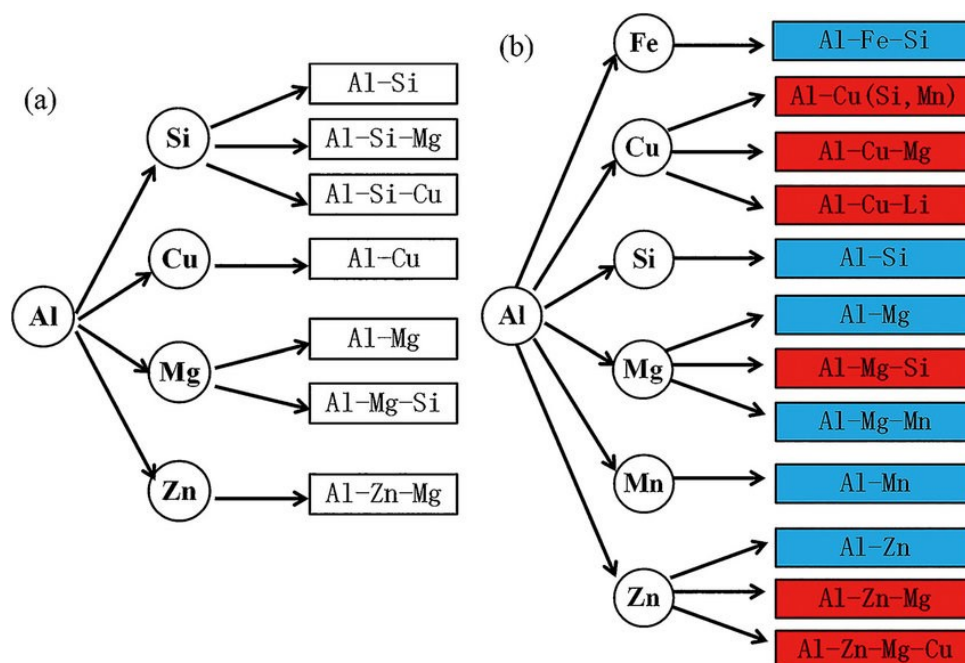 (a)
Al
Si
Al-Si
Al-Si-Mg
Al-Si-Cu
Cu
Al-Cu
Mg
Al-Mg
Al-Mg-Si
Zn
Al-Zn-Mg
(b)
Al
Fe
Al-Fe-Si
Cu
Al-Cu(Si,Mn)
Al-Cu-Mg
Al-Cu-Li
Si
Al-Si
Mg
Al-Mg
Al-Mg-Si
Al-Mg-Mn
Mn
Al-Mn
Zn
Al-Zn
Al-Zn-Mg
Al-Zn-Mg-Cu